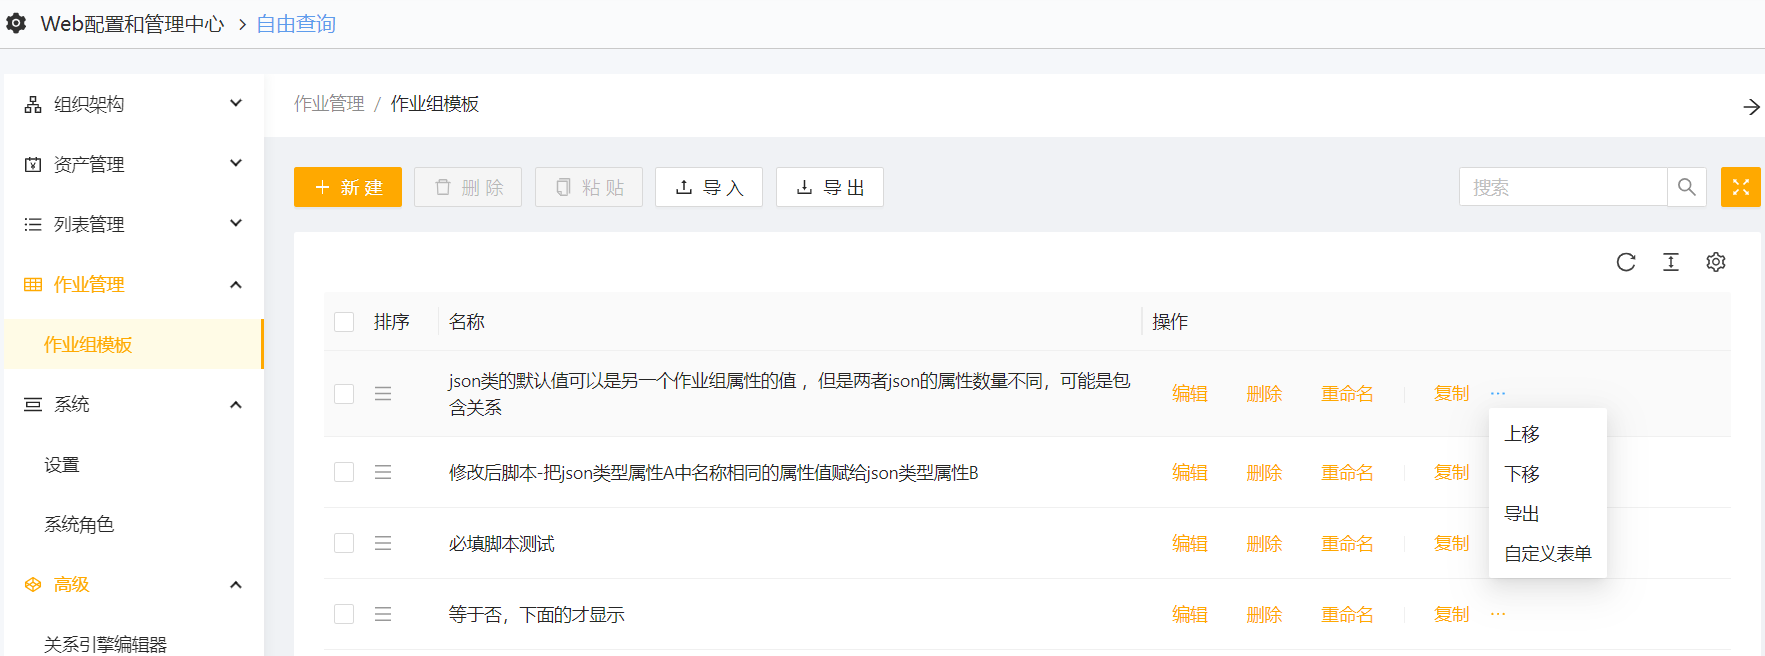 Web配置和管理中心 > 自由查询
组织架构
资产管理
列表管理
作业管理
作业组模板
系统
设置
系统角色
高级
关系引擎编辑器
作业管理 / 作业组模板
+ 新建 删除 粘贴 导入 导出 搜索
排序 名称 操作
json类的默认值可以是另一个作业组属性的值 ，但是两者json的属性数量不同，可能是包
含关系
编辑 删除 重命名 复制 ···
上移
下移
导出
自定义表单
修改后脚本-把json类型属性A中名称相同的属性值赋给json类型属性B 编辑 删除 重命名 复制
必填脚本测试 编辑 删除 重命名 复制
等于否，下面的才显示 编辑 删除 重命名 复制 ···